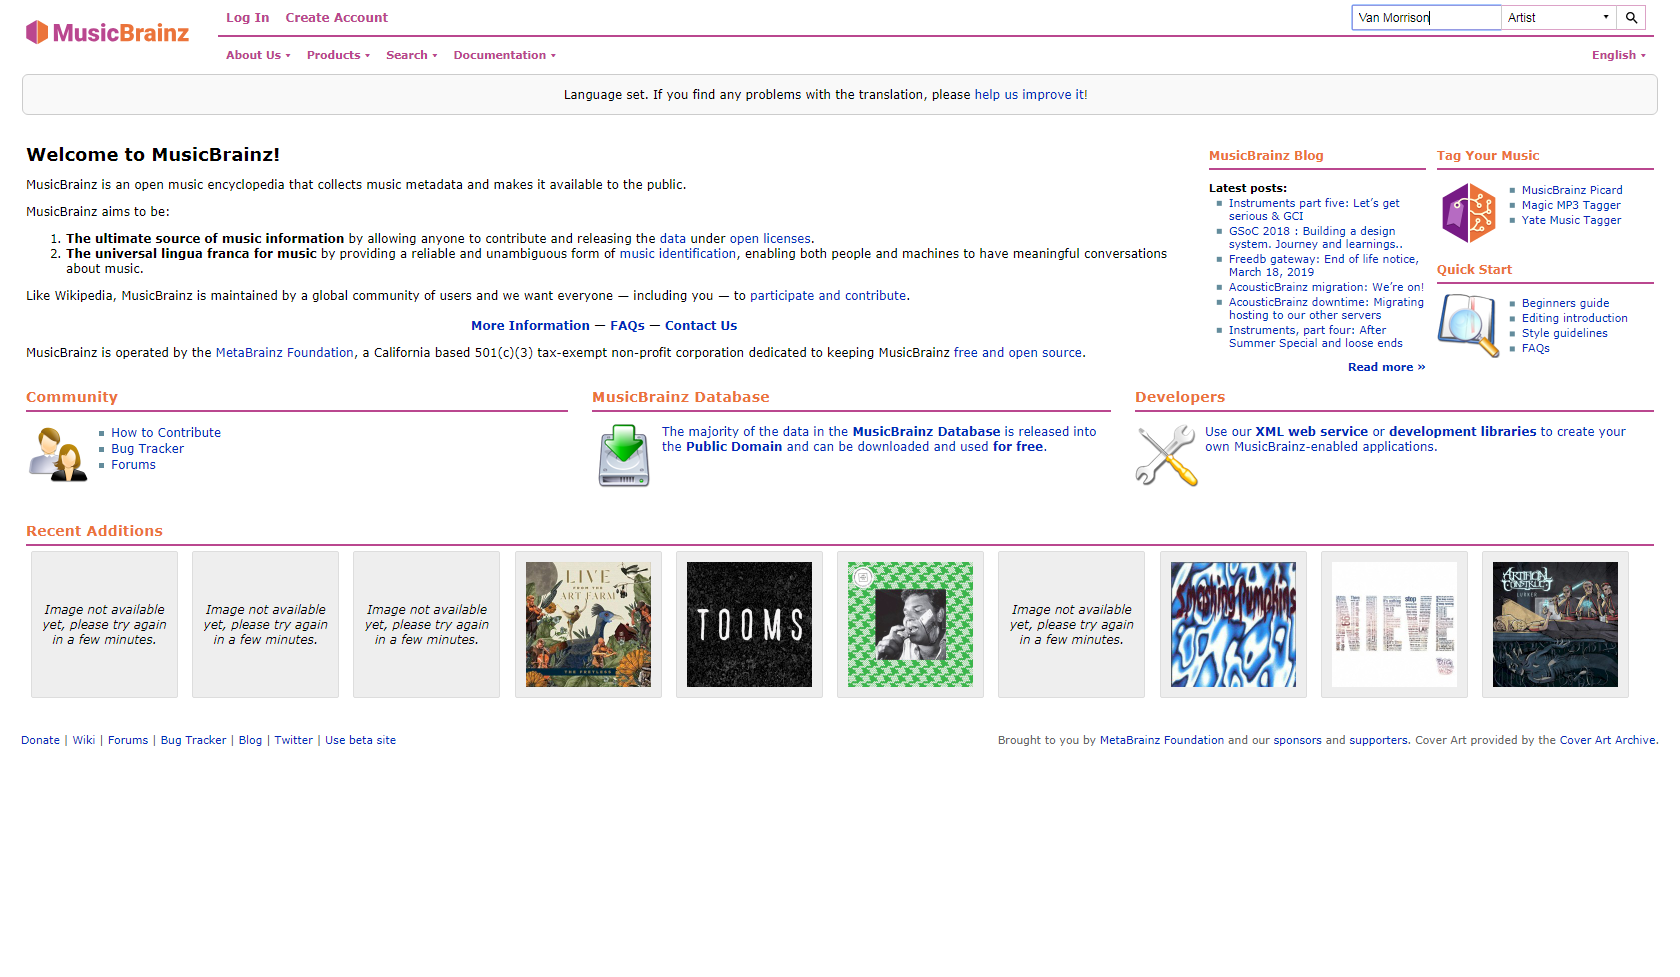 MusicBrainz
Log In Create Account
Van Morrison Artist
About Us Products Search Documentation English
Language set. If you find any problems with the translation, please help us improve it!
Welcome to MusicBrainz!
MusicBrainz is an open music encyclopedia that collects music metadata and makes it available to the public.
MusicBrainz aims to be:
1. The ultimate source of music information by allowing anyone to contribute and releasing the data under open licenses.
2. The universal lingua franca for music by providing a reliable and unambiguous form of music identification, enabling both people and machines to have meaningful conversations
about music.
Like Wikipedia, MusicBrainz is maintained by a global community of users and we want everyone — including you — to participate and contribute.
More Information — FAQs — Contact Us
MusicBrainz is operated by the MetaBrainz Foundation, a California based 501(c)(3) tax-exempt non-profit corporation dedicated to keeping MusicBrainz free and open source.
MusicBrainz Blog
Latest posts:
Instruments part five: Let’s get
serious & GCI
GSoC 2018 : Building a design
system. Journey and learnings..
Freedb gateway: End of life notice,
March 18, 2019
AcousticBrainz migration: We’re on!
AcousticBrainz downtime: Migrating
hosting to our other servers
Instruments, part four: After
Summer Special and loose ends
Read more »
Tag Your Music
MusicBrainz Picard
Magic MP3 Tagger
Yate Music Tagger
Quick Start
Beginners guide
Editing introduction
Style guidelines
FAQs
Community
How to Contribute
Bug Tracker
Forums
MusicBrainz Database
The majority of the data in the MusicBrainz Database is released into
the Public Domain and can be downloaded and used for free.
Developers
Use our XML web service or development libraries to create your
own MusicBrainz-enabled applications.
Recent Additions
Image not available
yet, please try again
in a few minutes.
Image not available
yet, please try again
in a few minutes.
Image not available
yet, please try again
in a few minutes.
LIVE
FROM THE
ART FARM
THE POETLESS
TOOMS
Image not available
yet, please try again
in a few minutes.
Smashing Pumpkins
ALIVE
ARTIFICIAL
CONSTRUCT
LURKER
Donate | Wiki | Forums | Bug Tracker | Blog | Twitter | Use beta site
Brought to you by MetaBrainz Foundation and our sponsors and supporters. Cover Art provided by the Cover Art Archive.